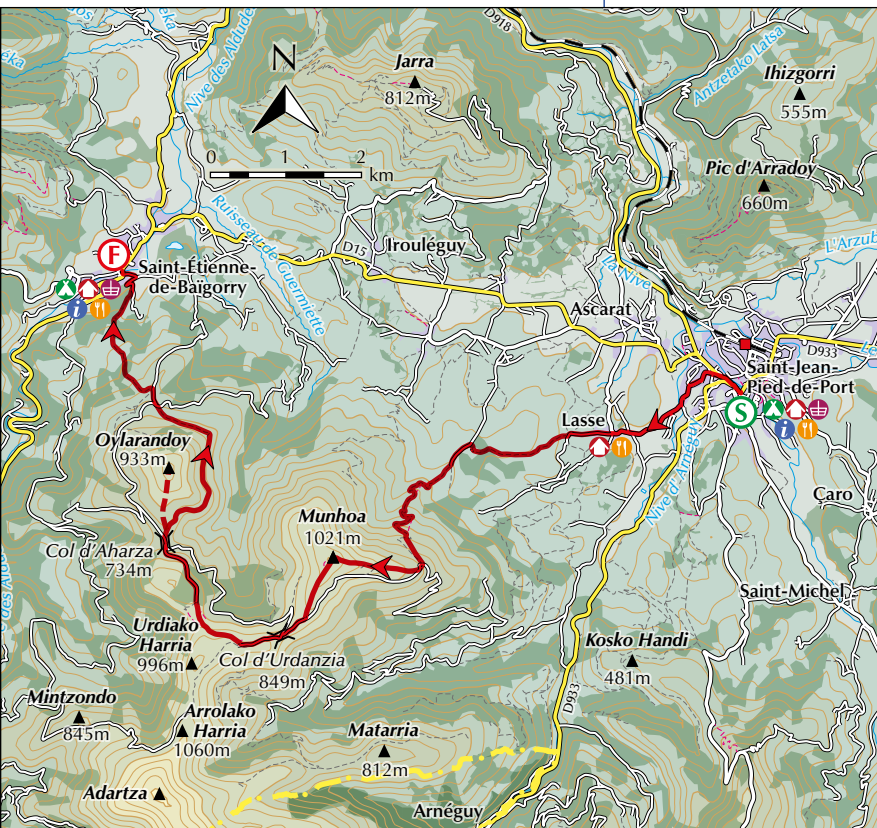 D918
Nive des Aldudes
Antzetako Latsa
N
Jarra
812m
Ihizgorri
555m
0 1 2
km
Pic d'Arradoy
660m
Ruisseau de Guermiette
F
Saint-Étienne-
de-Baïgorry
i
D15
Irouléguy
La Nive
Ascarat
D933
Saint-Jean-
Pied-de-Port
S
i
Lasse
Nive d'Arnéguy
Oylarandoy
933m
Çaro
Munhoa
1021m
Col d'Aharza
734m
Saint-Michel
Urdiako
Harria
996m
Col d'Urdanzia
849m
Kosko Handi
481m
Mintzondo
845m
Arrolako
Harria
1060m
D933
Matarria
812m
Adartza
Arnéguy